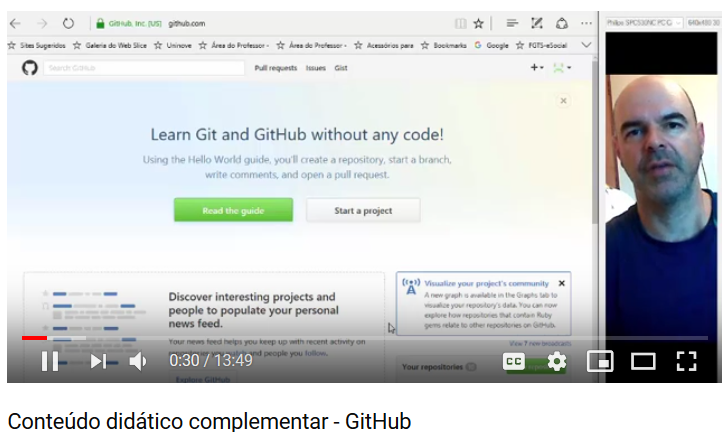 GitHub, Inc. [US] github.com
Philips SPC530NC PC C 640x480 30
Sites Sugeridos Galeria do Web Slice Uninove Área do Professor - Área do Professor - Acessórios para Bookmarks Google FGTS-eSocial
Search GitHub Pull requests Issues Gist
Learn Git and GitHub without any code!
Using the Hello World guide, you'll create a repository, start a branch,
write comments, and open a pull request.
Read the guide Start a project
Discover interesting projects and
people to populate your personal
news feed.
Your news feed helps you keep up with recent activity on
and people you follow.
Explore GitHub
Visualize your project's community
A new graph is available in the Graphs tab to
visualize your repository's data. You can now
explore how repositories that contain Ruby
gems relate to other repositories on GitHub.
View 7 new broadcasts
Your repositories
0:30 / 13:49 CC
Conteúdo didático complementar - GitHub